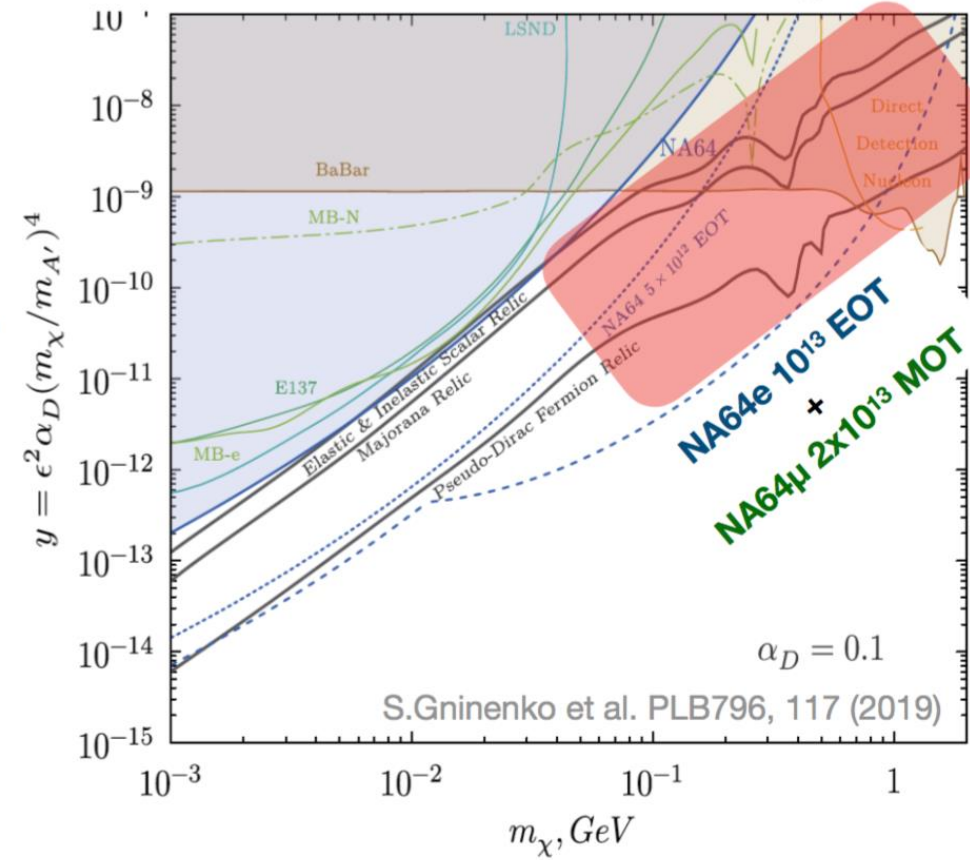 y = ϵ²α_D(m_χ/m_A′)⁴
10⁻⁸
10⁻⁹
10⁻¹⁰
10⁻¹¹
10⁻¹²
10⁻¹³
10⁻¹⁴
10⁻¹⁵
LSND
BaBar
MB-N
E137
MB-e
NA64
Direct
Detection
Nucleon
NA64 5 × 10¹² EOT
Elastic & Inelastic Scalar Relic
Majorana Relic
Pseudo-Dirac Fermion Relic
NA64e 10¹³ EOT
+
NA64μ 2x10¹³ MOT
α_D = 0.1
S.Gninenko et al. PLB796, 117 (2019)
10⁻³ 10⁻² 10⁻¹ 1
m_χ, GeV